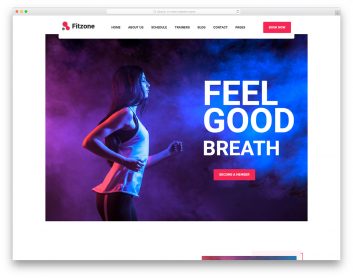 Fitzone
HOME ABOUT US SCHEDULE TRAINERS BLOG CONTACT PAGES
BOOK NOW
FEEL
GOOD
BREATH
BECOME A MEMBER